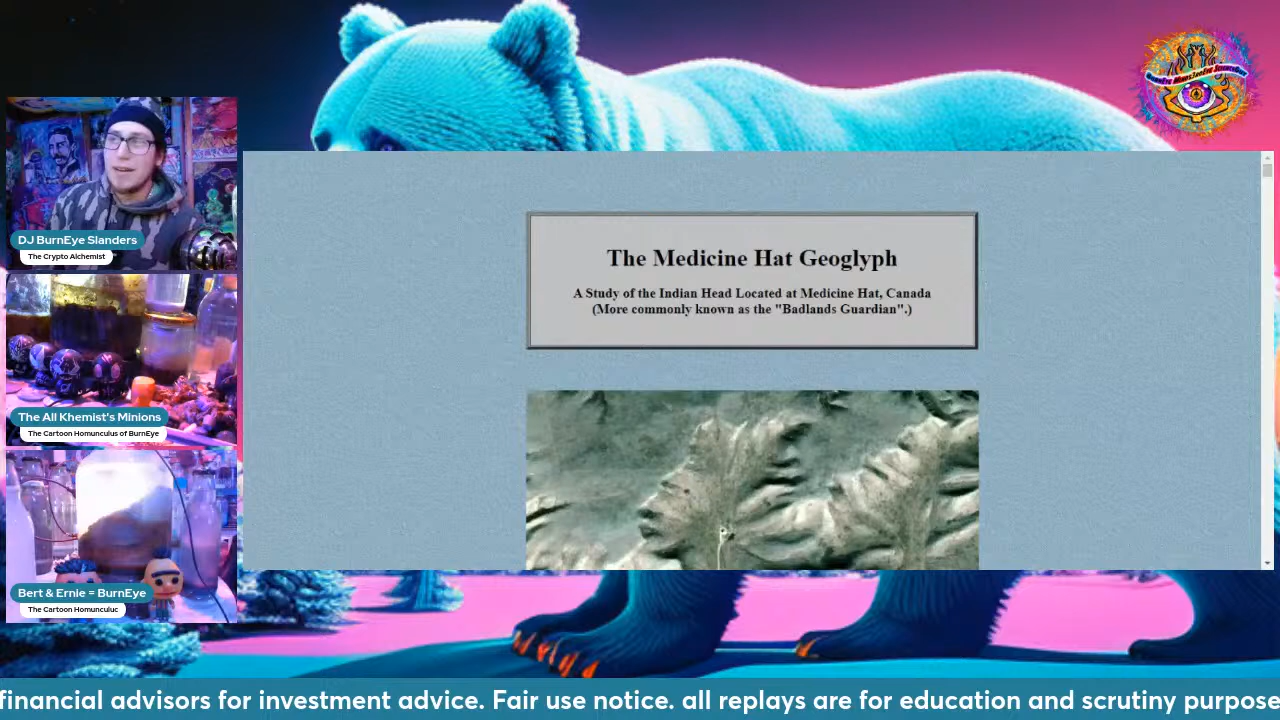 DJ BurnEye Slanders
The Crypto Alchemist
The All Khemist's Minions
The Cartoon Homunculus of BurnEye
Bert & Ernie = BurnEye
The Cartoon Homunculuc
The Medicine Hat Geoglyph
A Study of the Indian Head Located at Medicine Hat, Canada
(More commonly known as the "Badlands Guardian".)
financial advisors for investment advice. Fair use notice. all replays are for education and scrutiny purpose